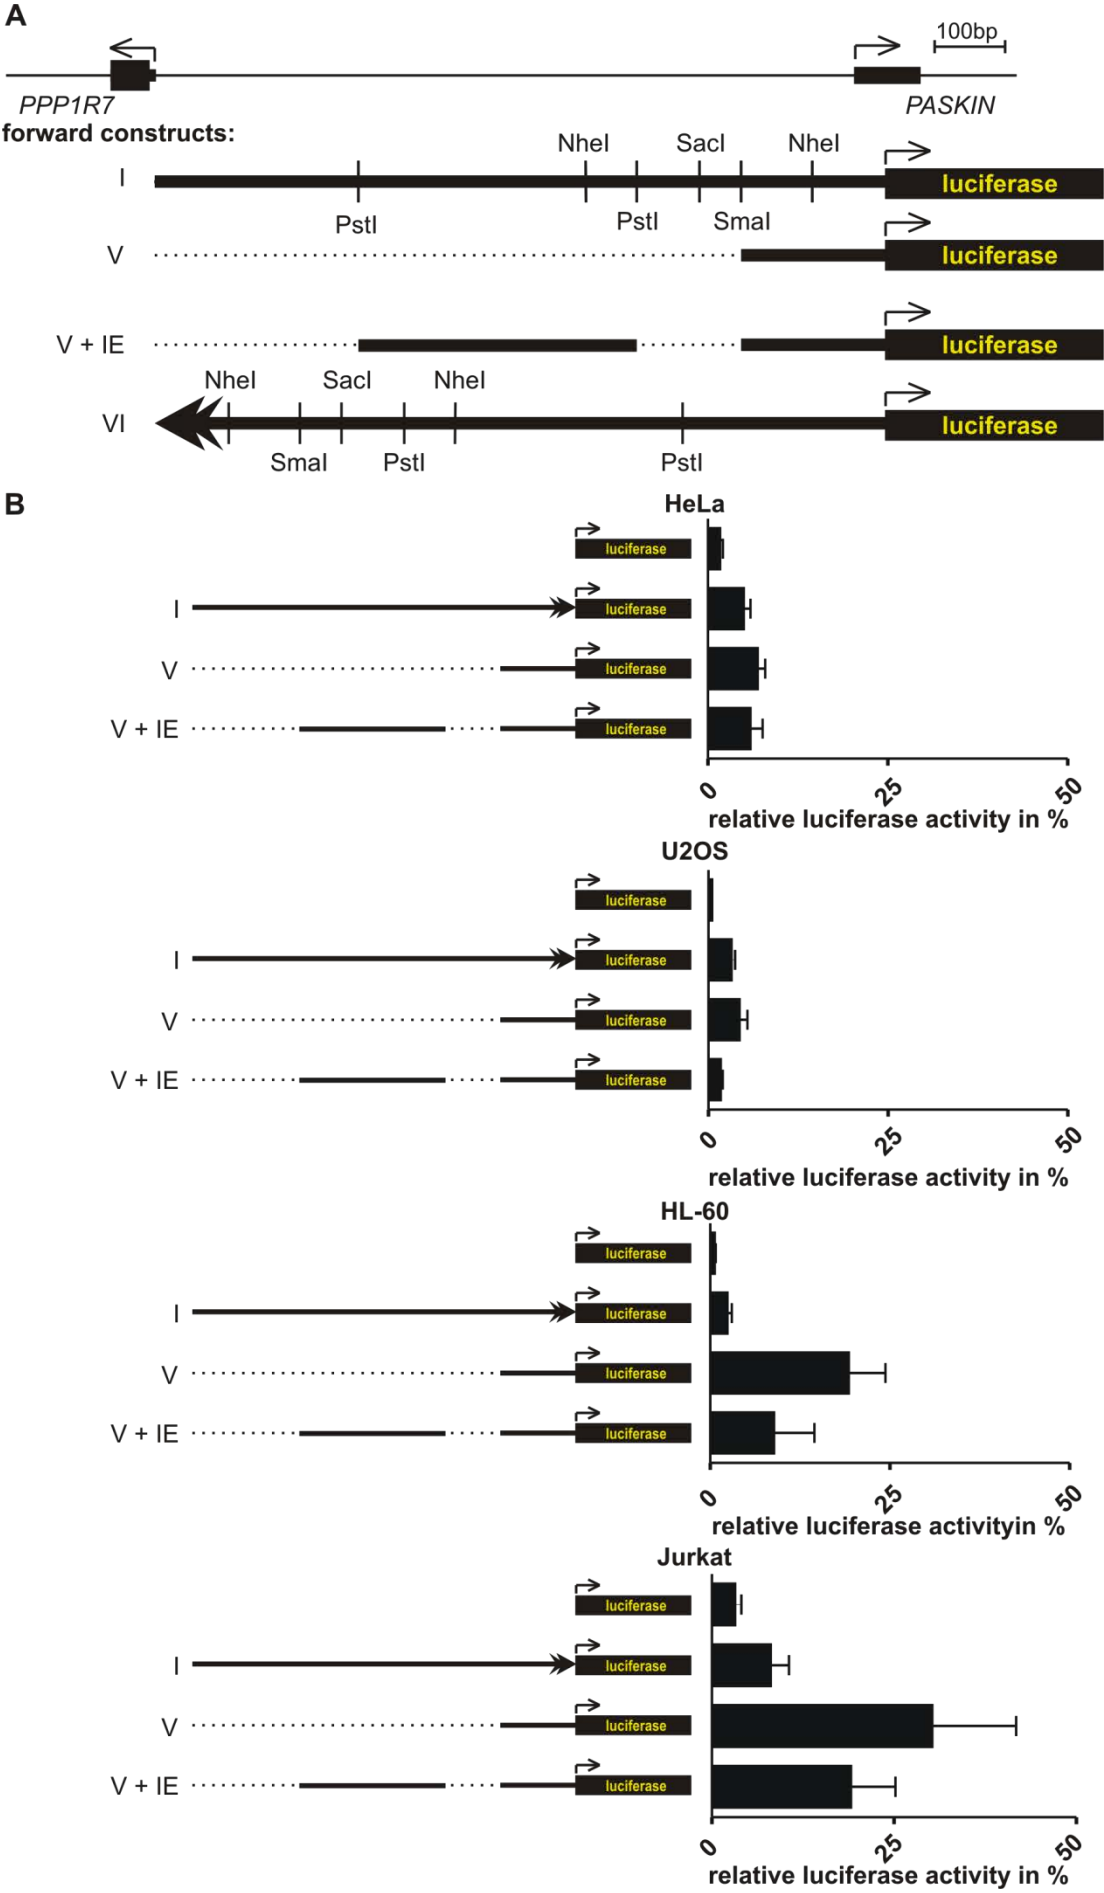 A
100bp
PPP1R7
PASKIN
forward constructs:
NheI SacI NheI
I luciferase
PstI PstI SmaI
V luciferase
V + IE luciferase
NheI SacI NheI
VI luciferase
SmaI PstI PstI
B
HeLa
luciferase
I luciferase
V luciferase
V + IE luciferase
0 25 50
relative luciferase activity in %
U2OS
luciferase
I luciferase
V luciferase
V + IE luciferase
0 25 50
relative luciferase activity in %
HL-60
luciferase
I luciferase
V luciferase
V + IE luciferase
0 25 50
relative luciferase activityin %
Jurkat
luciferase
I luciferase
V luciferase
V + IE luciferase
0 25 50
relative luciferase activity in %